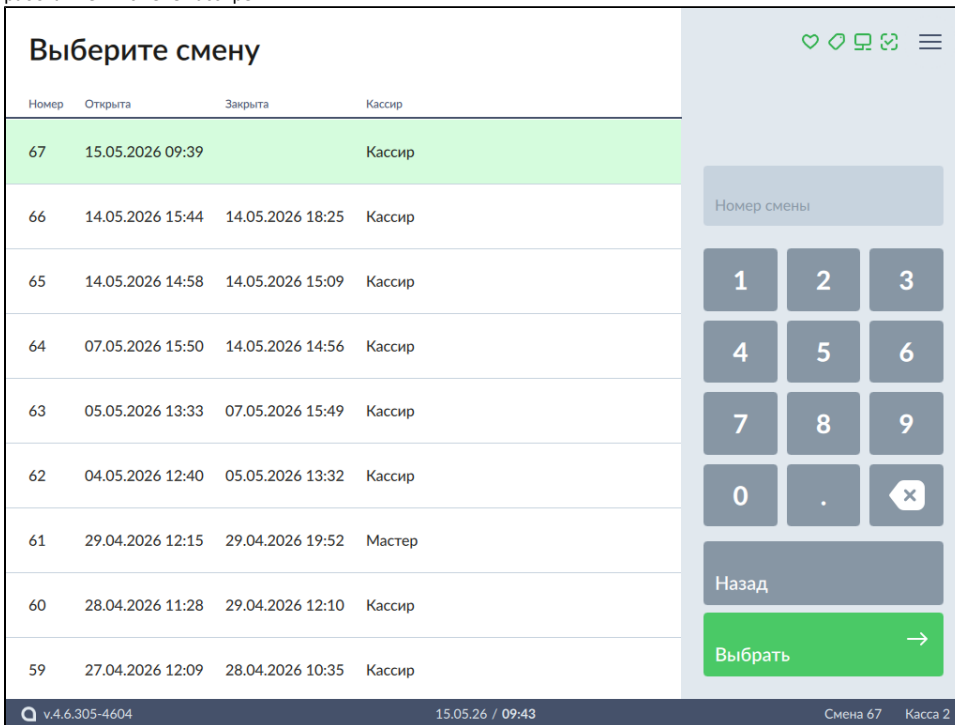 Выберите смену
Номер Открыта Закрыта Кассир
67 15.05.2026 09:39 Кассир
66 14.05.2026 15:44 14.05.2026 18:25 Кассир
65 14.05.2026 14:58 14.05.2026 15:09 Кассир
64 07.05.2026 15:50 14.05.2026 14:56 Кассир
63 05.05.2026 13:33 07.05.2026 15:49 Кассир
62 04.05.2026 12:40 05.05.2026 13:32 Кассир
61 29.04.2026 12:15 29.04.2026 19:52 Мастер
60 28.04.2026 11:28 29.04.2026 12:10 Кассир
59 27.04.2026 12:09 28.04.2026 10:35 Кассир
Номер смены
1 2 3
4 5 6
7 8 9
0 .
Назад
Выбрать
v.4.6.305-4604 15.05.26 / 09:43 Смена 67 Касса 2